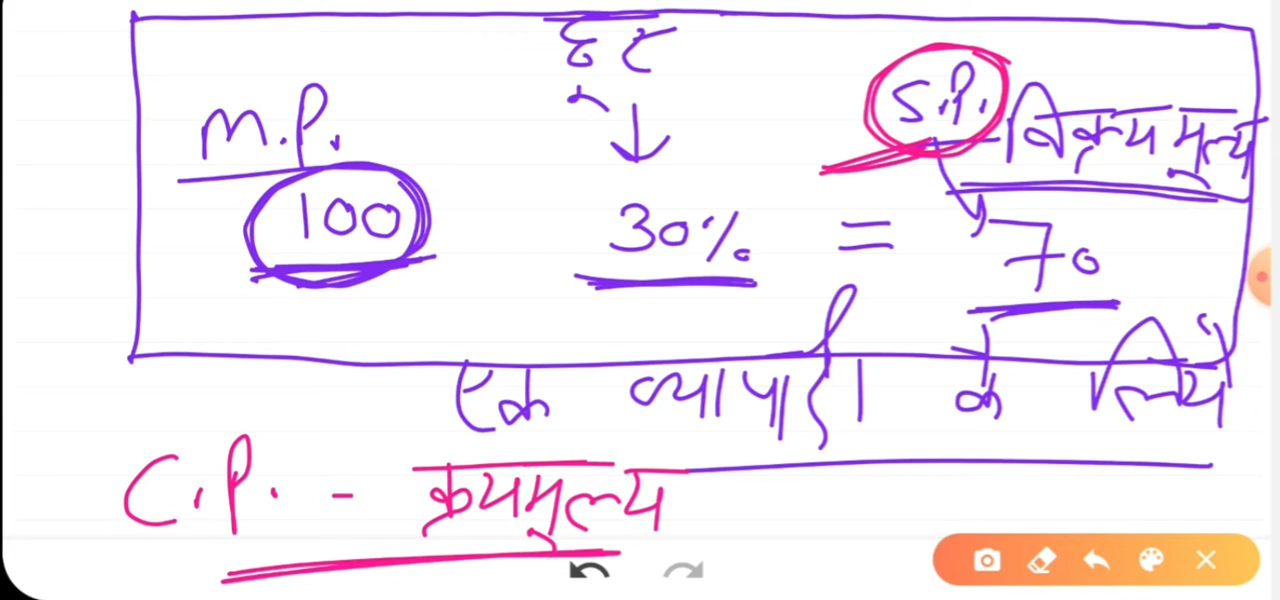 छूट
M.P. S.P. विक्रय मूल्य
100 30% = 70
एक व्यापारी के लिये
C.P. - क्रयमुल्य